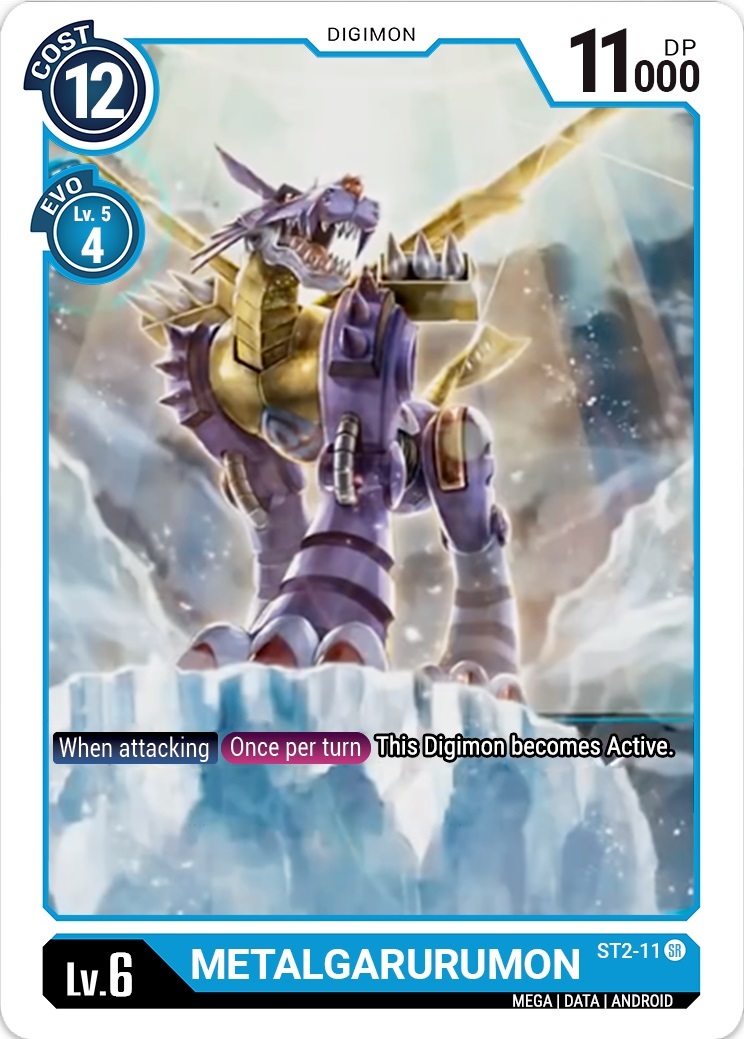 DIGIMON
COST
12
11000 DP
EVO
Lv. 5
4
When attacking Once per turn This Digimon becomes Active.
ST2-11 SR
Lv.6
METALGARURUMON
MEGA | DATA | ANDROID